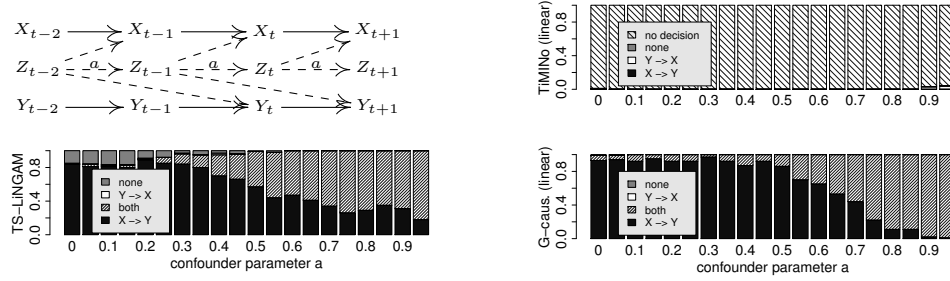 X_{t−2} X_{t−1} X_t X_{t+1}
Z_{t−2} a Z_{t−1} a Z_t a Z_{t+1}
Y_{t−2} Y_{t−1} Y_t Y_{t+1}
TiMINo (linear)
0.0 0.4 0.8
no decision
none
Y −> X
X −> Y
0 0.1 0.2 0.3 0.4 0.5 0.6 0.7 0.8 0.9
TS−LiNGAM
0.0 0.4 0.8
none
Y −> X
both
X −> Y
0 0.1 0.2 0.3 0.4 0.5 0.6 0.7 0.8 0.9
confounder parameter a
G−caus. (linear)
0.0 0.4 0.8
none
Y −> X
both
X −> Y
0 0.1 0.2 0.3 0.4 0.5 0.6 0.7 0.8 0.9
confounder parameter a